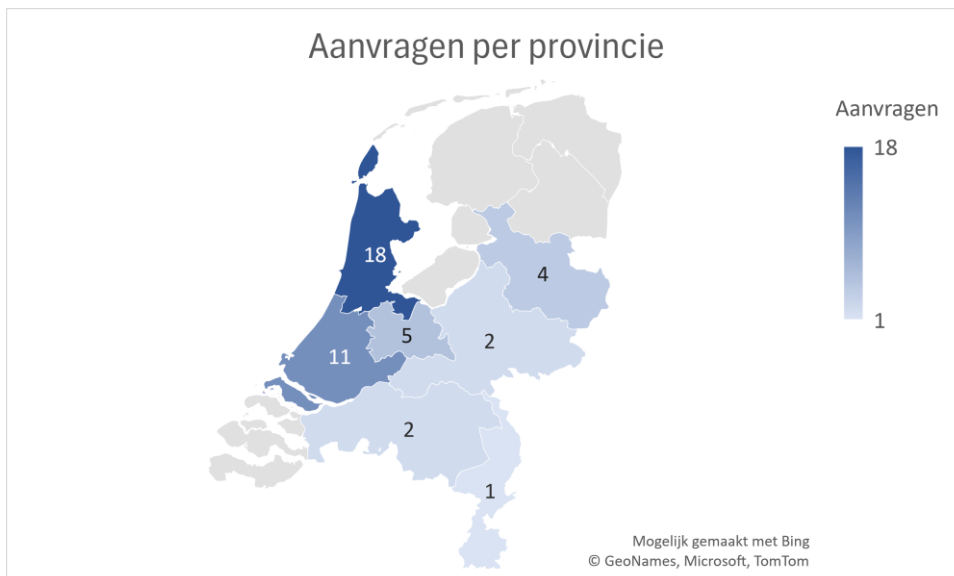 Aanvragen per provincie
Aanvragen
18
1
18
4
5
2
11
2
1
Mogelijk gemaakt met Bing
© GeoNames, Microsoft, TomTom